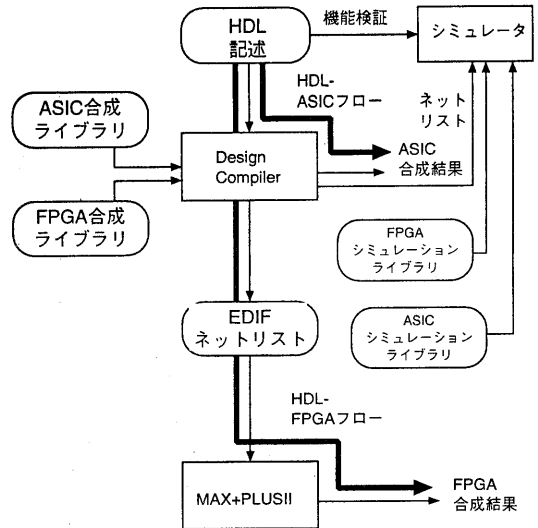 HDL
記述
機能検証
シミュレータ
HDL-
ASICフロー
ネット
リスト
ASIC合成
ライブラリ
Design
Compiler
ASIC
合成結果
FPGA合成
ライブラリ
FPGA
シミュレーション
ライブラリ
EDIF
ネットリスト
ASIC
シミュレーション
ライブラリ
HDL-
FPGAフロー
MAX+PLUSII
FPGA
合成結果